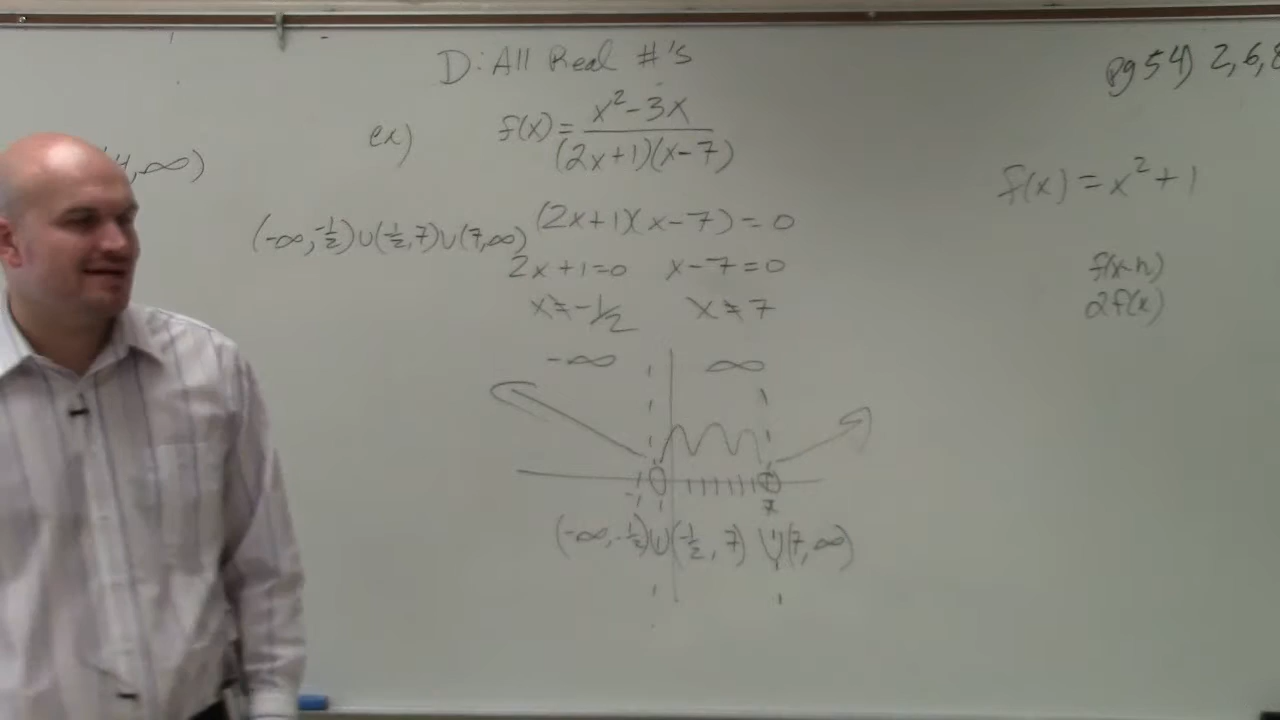 D: All Real #'s
pg 54) 2, 6, 8
ex) f(x) = x² - 3x / (2x+1)(x-7)
,∞)
f(x) = x² + 1
(2x+1)(x-7) = 0
(-∞, -1/2) ∪ (1/2, 7) ∪ (7, ∞)
2x+1=0 x-7=0
f(x-h)
x ≠ -1/2 x ≠ 7
2f(x)
-∞ ∞
7
(-∞, -1/2) ∪ (-1/2, 7) ∪ (7, ∞)